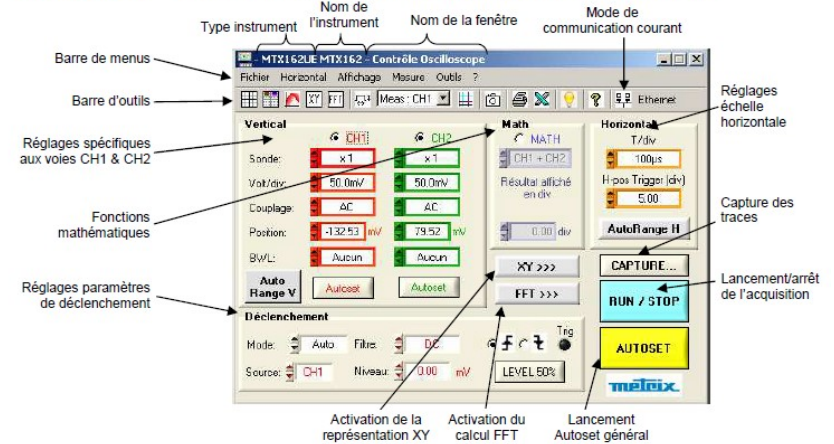 Nom de
l'instrument
Nom de la fenêtre
Mode de
communication courant
Type instrument
Barre de menus
- MTX162UE MTX162 - Contrôle Oscilloscope
Fichier Horizontal Affichage Mesure Outils ?
Barre d'outils
XY FFT Meas : CH1 ? Ethernet
Réglages
échelle
horizontale
Réglages spécifiques
aux voies CH1 & CH2
Vertical
CH1 CH2
Sonde: x 1 x 1
Volt/div: 50.0mV 50.0mV
Couplage: AC AC
Position: -132.53 mV 79.52 mV
BWL: Aucun Aucun
Auto
Range V
Autoset Autoset
Math
MATH
CH1 + CH2
Résultat affiché
en div
0.00 div
Horizontal
T/div
100µs
H-pos Trigger (div)
5.00
AutoRange H
Fonctions
mathématiques
Capture des
traces
XY >>>
FFT >>>
CAPTURE...
RUN / STOP
AUTOSET
metrix
Lancement/arrêt
de l'acquisition
Réglages paramètres
de déclenchement
Déclenchement
Mode: Auto Filtre: DC
Trig
Source: CH1 Niveau: 0.00 mV LEVEL 50%
Activation de la
représentation XY
Activation du
calcul FFT
Lancement
Autoset général